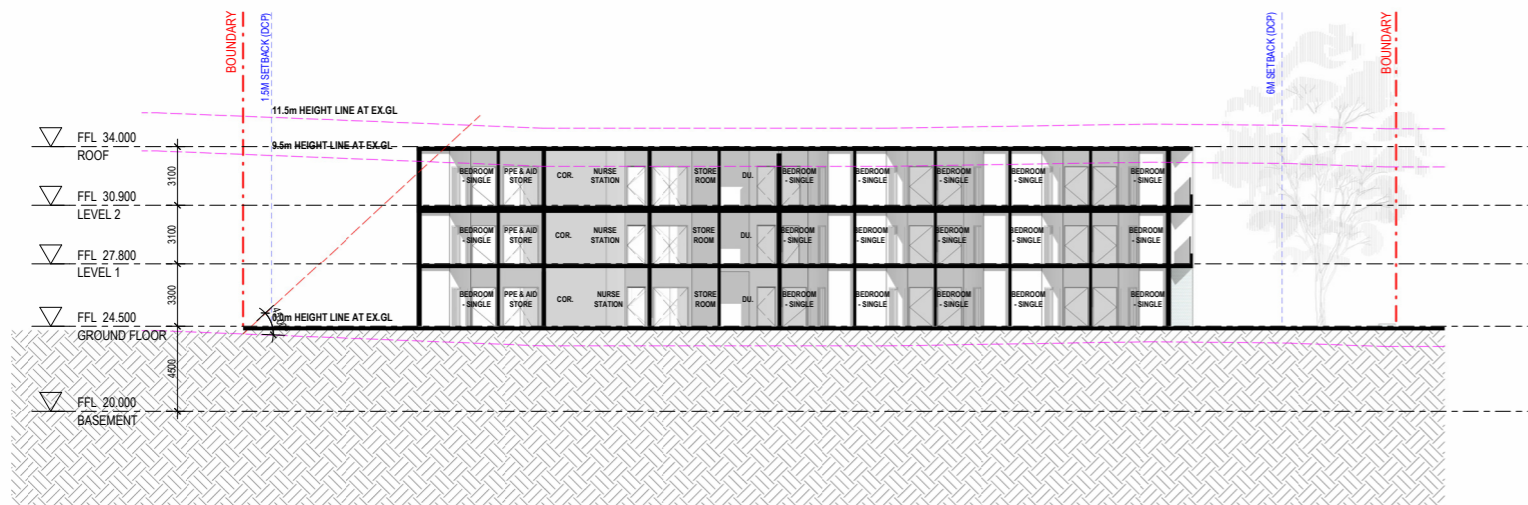 BOUNDARY
1.5M SETBACK (DCP)
6M SETBACK (DCP)
BOUNDARY
11.5m HEIGHT LINE AT EX.GL
FFL 34.000
ROOF
9.5m HEIGHT LINE AT EX.GL
3100
BEDROOM
- SINGLE
PPE & AID
STORE
COR.
NURSE
STATION
STORE
ROOM
DU.
BEDROOM
- SINGLE
BEDROOM
- SINGLE
BEDROOM
- SINGLE
BEDROOM
- SINGLE
BEDROOM
- SINGLE
FFL 30.900
LEVEL 2
3100
BEDROOM
- SINGLE
PPE & AID
STORE
COR.
NURSE
STATION
STORE
ROOM
DU.
BEDROOM
- SINGLE
BEDROOM
- SINGLE
BEDROOM
- SINGLE
BEDROOM
- SINGLE
BEDROOM
- SINGLE
FFL 27.800
LEVEL 1
3300
BEDROOM
- SINGLE
PPE & AID
STORE
COR.
NURSE
STATION
STORE
ROOM
DU.
BEDROOM
- SINGLE
BEDROOM
- SINGLE
BEDROOM
- SINGLE
BEDROOM
- SINGLE
BEDROOM
- SINGLE
FFL 24.500
GROUND FLOOR
0.0m HEIGHT LINE AT EX.GL
4500
FFL 20.000
BASEMENT